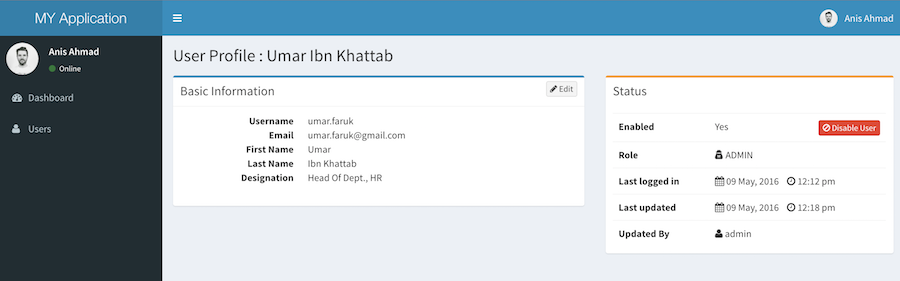 MY Application
Anis Ahmad
Anis Ahmad
Online
Dashboard
Users
User Profile : Umar Ibn Khattab
Basic Information
Edit
Username umar.faruk
Email umar.faruk@gmail.com
First Name Umar
Last Name Ibn Khattab
Designation Head Of Dept., HR
Status
Enabled Yes Disable User
Role ADMIN
Last logged in 09 May, 2016 12:12 pm
Last updated 09 May, 2016 12:18 pm
Updated By admin